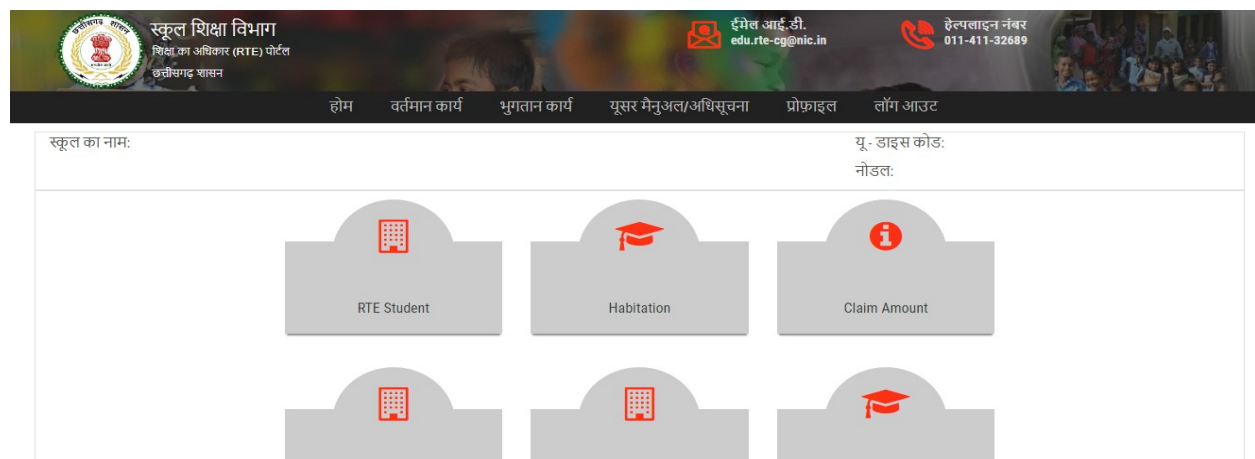 स्कूल शिक्षा विभाग
शिक्षा का अधिकार (RTE) पोर्टल
छत्तीसगढ़ शासन
ईमेल आई.डी.
edu.rte-cg@nic.in
हेल्पलाइन नंबर
011-411-32689
होम वर्तमान कार्य भुगतान कार्य यूसर मैनुअल/अधिसूचना प्रोफ़ाइल लॉग आउट
स्कूल का नाम: यू - डाइस कोड:
नोडल:
RTE Student Habitation Claim Amount